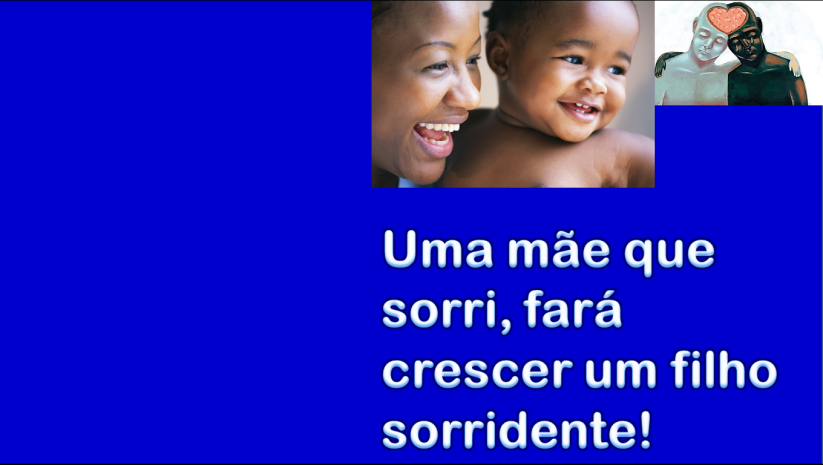 Uma mãe que
sorri, fará
crescer um filho
sorridente!